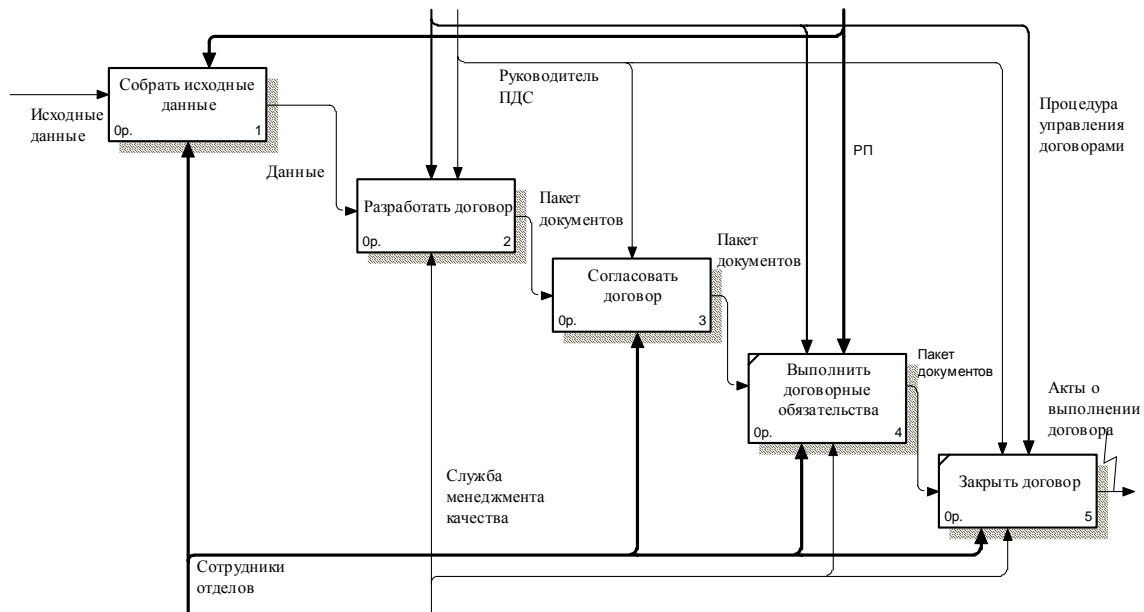 Собрать исходные
данные
0р.
1
Исходные
данные
Данные
Руководитель
ПДС
Процедура
управления
договорами
РП
Разработать договор
0р.
2
Пакет
документов
Согласовать
договор
0р.
3
Пакет
документов
Выполнить
договорные
обязательства
0р.
4
Пакет
документов
Акты о
выполнении
договора
Закрыть договор
0р.
5
Служба
менеджмента
качества
Сотрудники
отделов